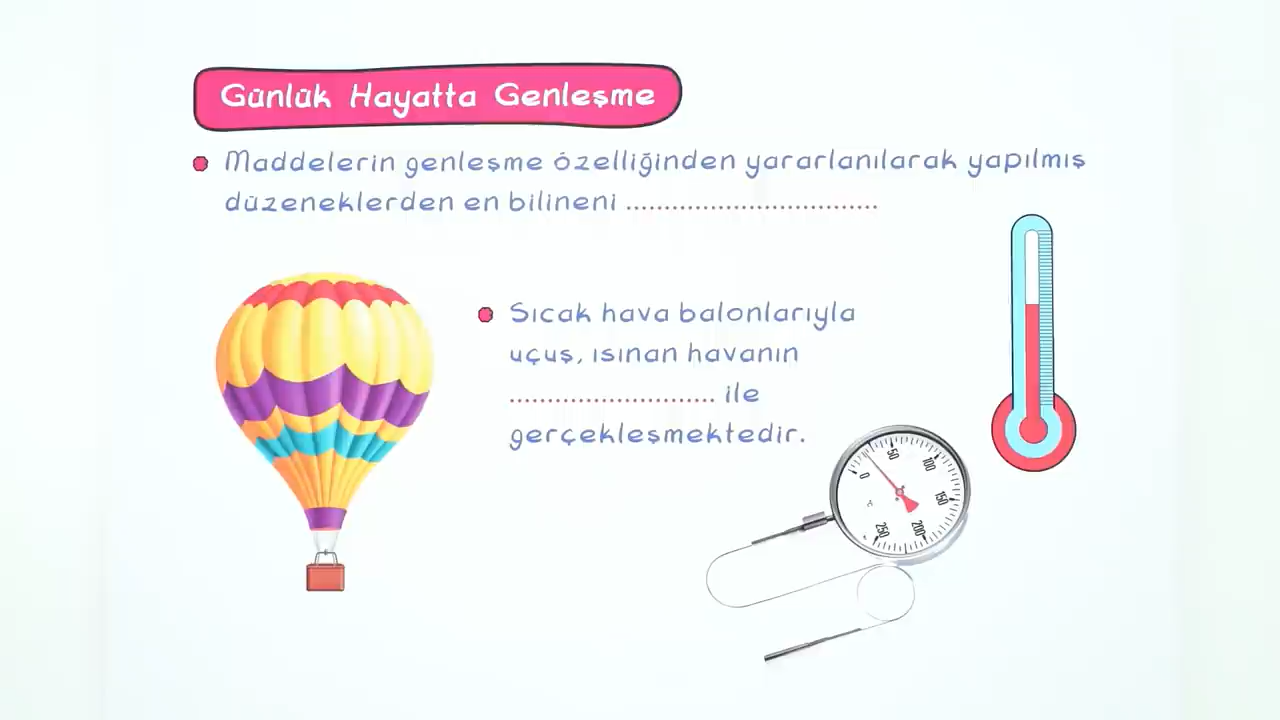 Günlük Hayatta Genleşme
Maddelerin genleşme özelliğinden yararlanılarak yapılmış
düzeneklerden en bilineni .................................
Sıcak hava balonlarıyla
uçuş, ısınan havanın
........................... ile
gerçekleşmektedir.
0
50
100
150
200
250
°C